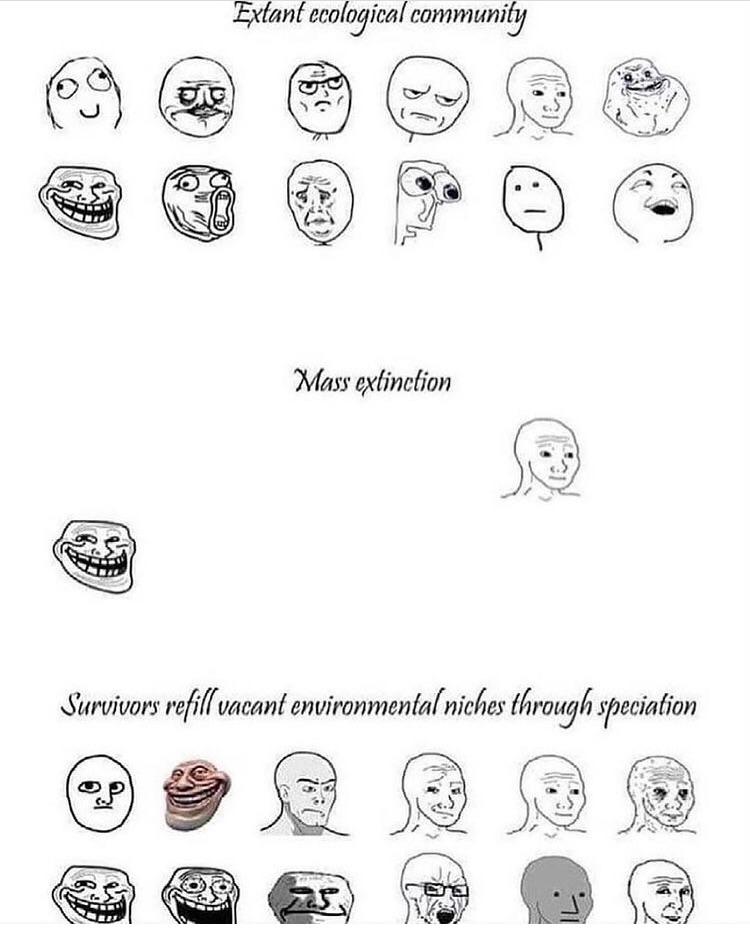 Extant ecological community
Mass extinction
Survivors refill vacant environmental niches through speciation